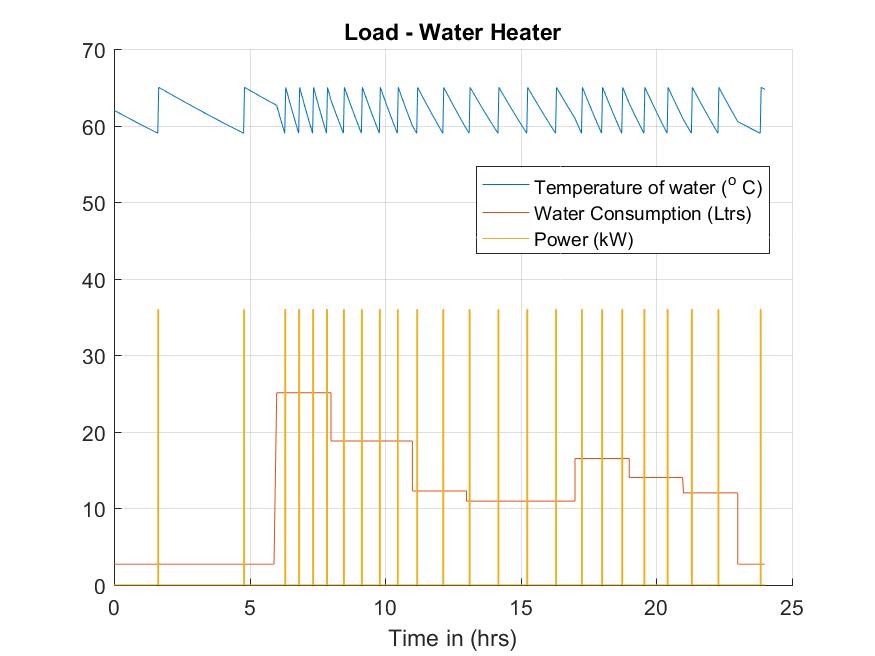 Load - Water Heater
70
60
50
40
30
20
10
0
Temperature of water (° C)
Water Consumption (Ltrs)
Power (kW)
0 5 10 15 20 25
Time in (hrs)